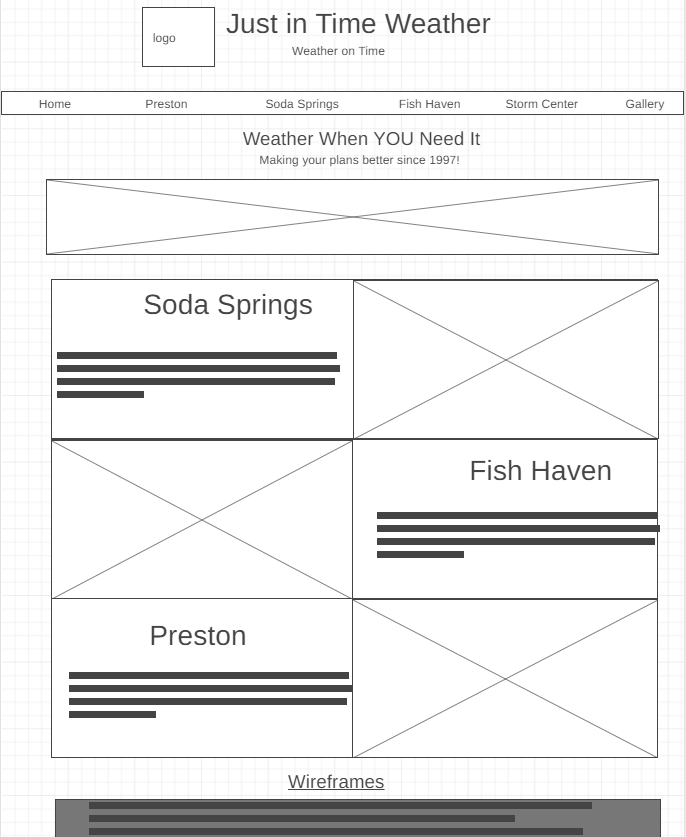 logo
Just in Time Weather
Weather on Time
Home Preston Soda Springs Fish Haven Storm Center Gallery
Weather When YOU Need It
Making your plans better since 1997!
Soda Springs
Fish Haven
Preston
Wireframes